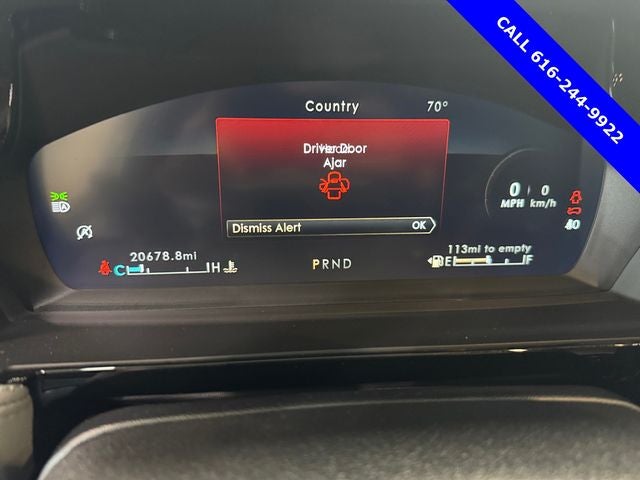 CALL 616-244-9922
Country
70°
Driver Door
Ajar
0 0
MPH km/h
Dismiss Alert OK
20678.8mi
113mi to empty
C H
PRND
E F